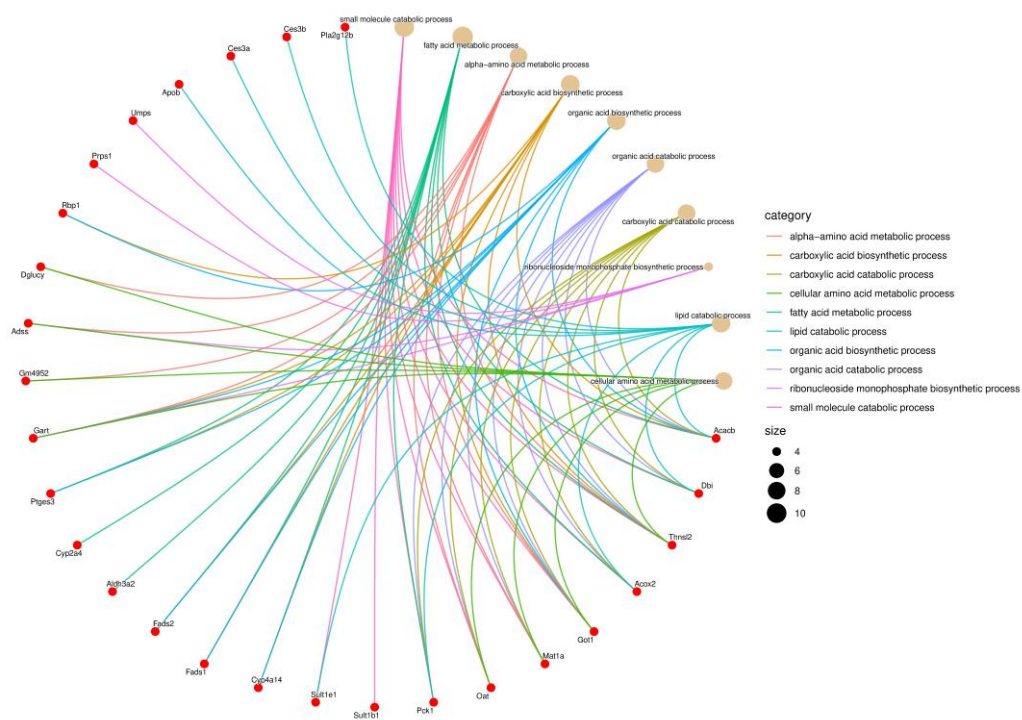 small molecule catabolic process
Ces3b
Pla2g12b
fatty acid metabolic process
Ces3a
alpha−amino acid metabolic process
Apob
carboxylic acid biosynthetic process
Umps
organic acid biosynthetic process
Prps1
organic acid catabolic process
Rbp1
carboxylic acid catabolic process
Dglucy
ribonucleoside monophosphate biosynthetic process
Adss
lipid catabolic process
Gm4952
cellular amino acid metabolic process
Gart
Acacb
Ptges3
Dbi
Cyp2a4
Thnsl2
Aldh3a2
Acox2
Fads2
Got1
Fads1
Mat1a
Cyp4a14
Oat
Sult1e1
Sult1b1
Pck1
category
alpha−amino acid metabolic process
carboxylic acid biosynthetic process
carboxylic acid catabolic process
cellular amino acid metabolic process
fatty acid metabolic process
lipid catabolic process
organic acid biosynthetic process
organic acid catabolic process
ribonucleoside monophosphate biosynthetic process
small molecule catabolic process
size
4
6
8
10